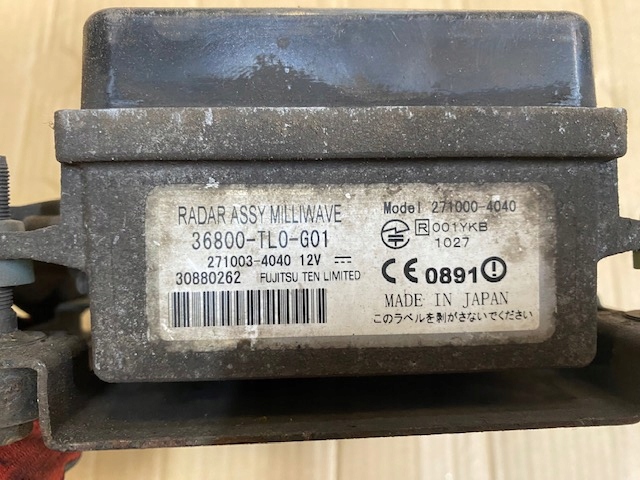 RADAR ASSY MILLIWAVE
36800-TL0-G01
271003-4040 12V
30880262 FUJITSU TEN LIMITED
Model 271000-4040
R 001YKB
1027
CE 0891
MADE IN JAPAN
このラベルを剥がさないでください